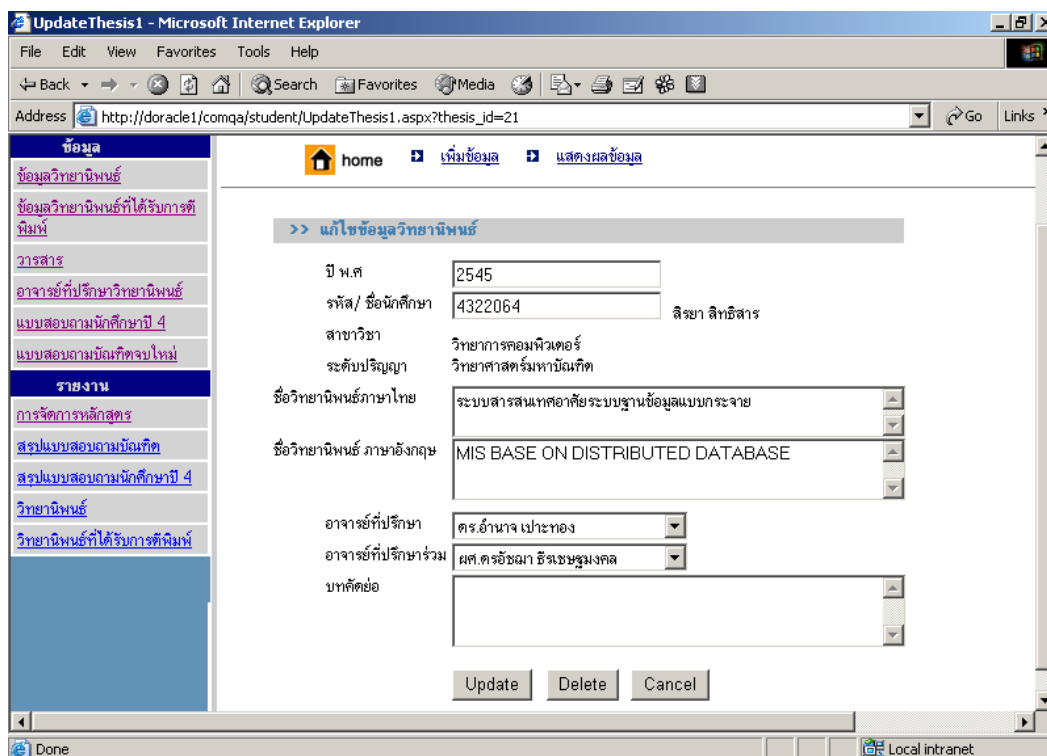 UpdateThesis1 - Microsoft Internet Explorer
File Edit View Favorites Tools Help
Back Search Favorites Media
Address http://doracle1/comqa/student/UpdateThesis1.aspx?thesis_id=21 Go Links
ข้อมูล
ข้อมูลวิทยานิพนธ์
ข้อมูลวิทยานิพนธ์ที่ได้รับการตี
พิมพ์
วารสาร
อาจารย์ที่ปรึกษาวิทยานิพนธ์
แบบสอบถามนักศึกษาปี 4
แบบสอบถามบัณฑิตจบใหม่
รายงาน
การจัดการหลักสูตร
สรุปแบบสอบถามบัณฑิต
สรุปแบบสอบถามนักศึกษาปี 4
วิทยานิพนธ์
วิทยานิพนธ์ที่ได้รับการตีพิมพ์
home เพิ่มข้อมูล แสดงผลข้อมูล
>> แก้ไขข้อมูลวิทยานิพนธ์
ปี พ.ศ 2545
รหัส/ ชื่อนักศึกษา 4322064 สิรยา สิทธิสาร
สาขาวิชา วิทยาการคอมพิวเตอร์
ระดับปริญญา วิทยาศาสตร์มหาบัณฑิต
ชื่อวิทยานิพนธ์ภาษาไทย ระบบสารสนเทศอาศัยระบบฐานข้อมูลแบบกระจาย
ชื่อวิทยานิพนธ์ ภาษาอังกฤษ MIS BASE ON DISTRIBUTED DATABASE
อาจารย์ที่ปรึกษา ดร.อำนาจ เปาะทอง
อาจารย์ที่ปรึกษาร่วม ผศ.ดรอัชฌา ธีรเชษฐมงคล
บทคัดย่อ
Update Delete Cancel
Done Local intranet